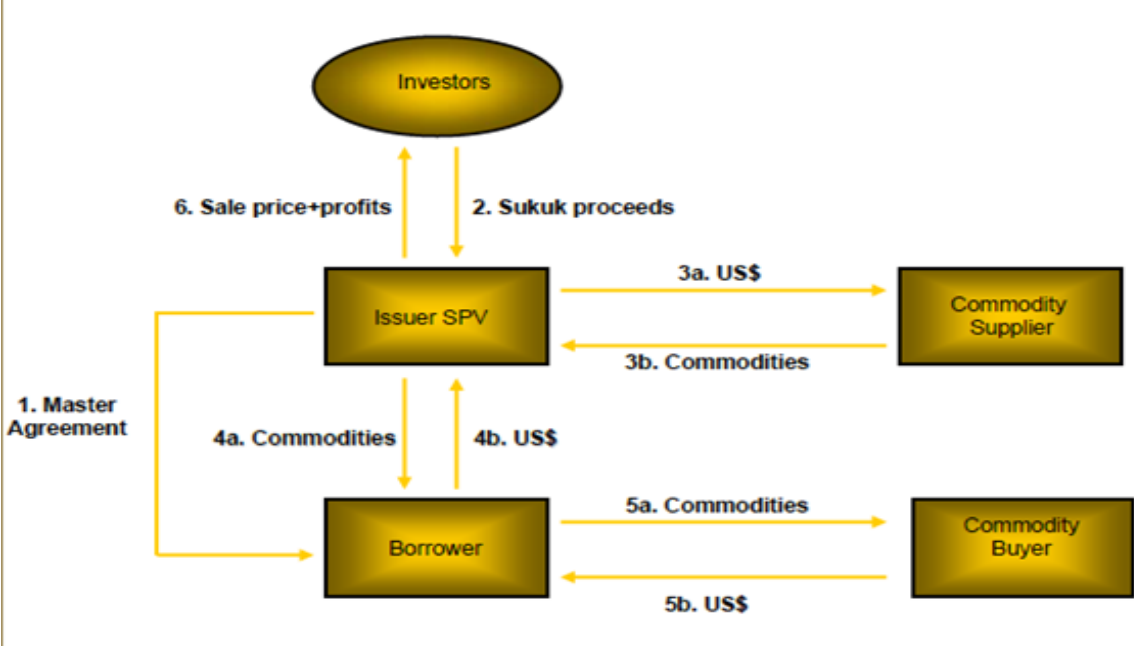 Investors
6. Sale price+profits
2. Sukuk proceeds
3a. US$
Issuer SPV
Commodity
Supplier
3b. Commodities
1. Master
Agreement
4a. Commodities
4b. US$
5a. Commodities
Borrower
Commodity
Buyer
5b. US$